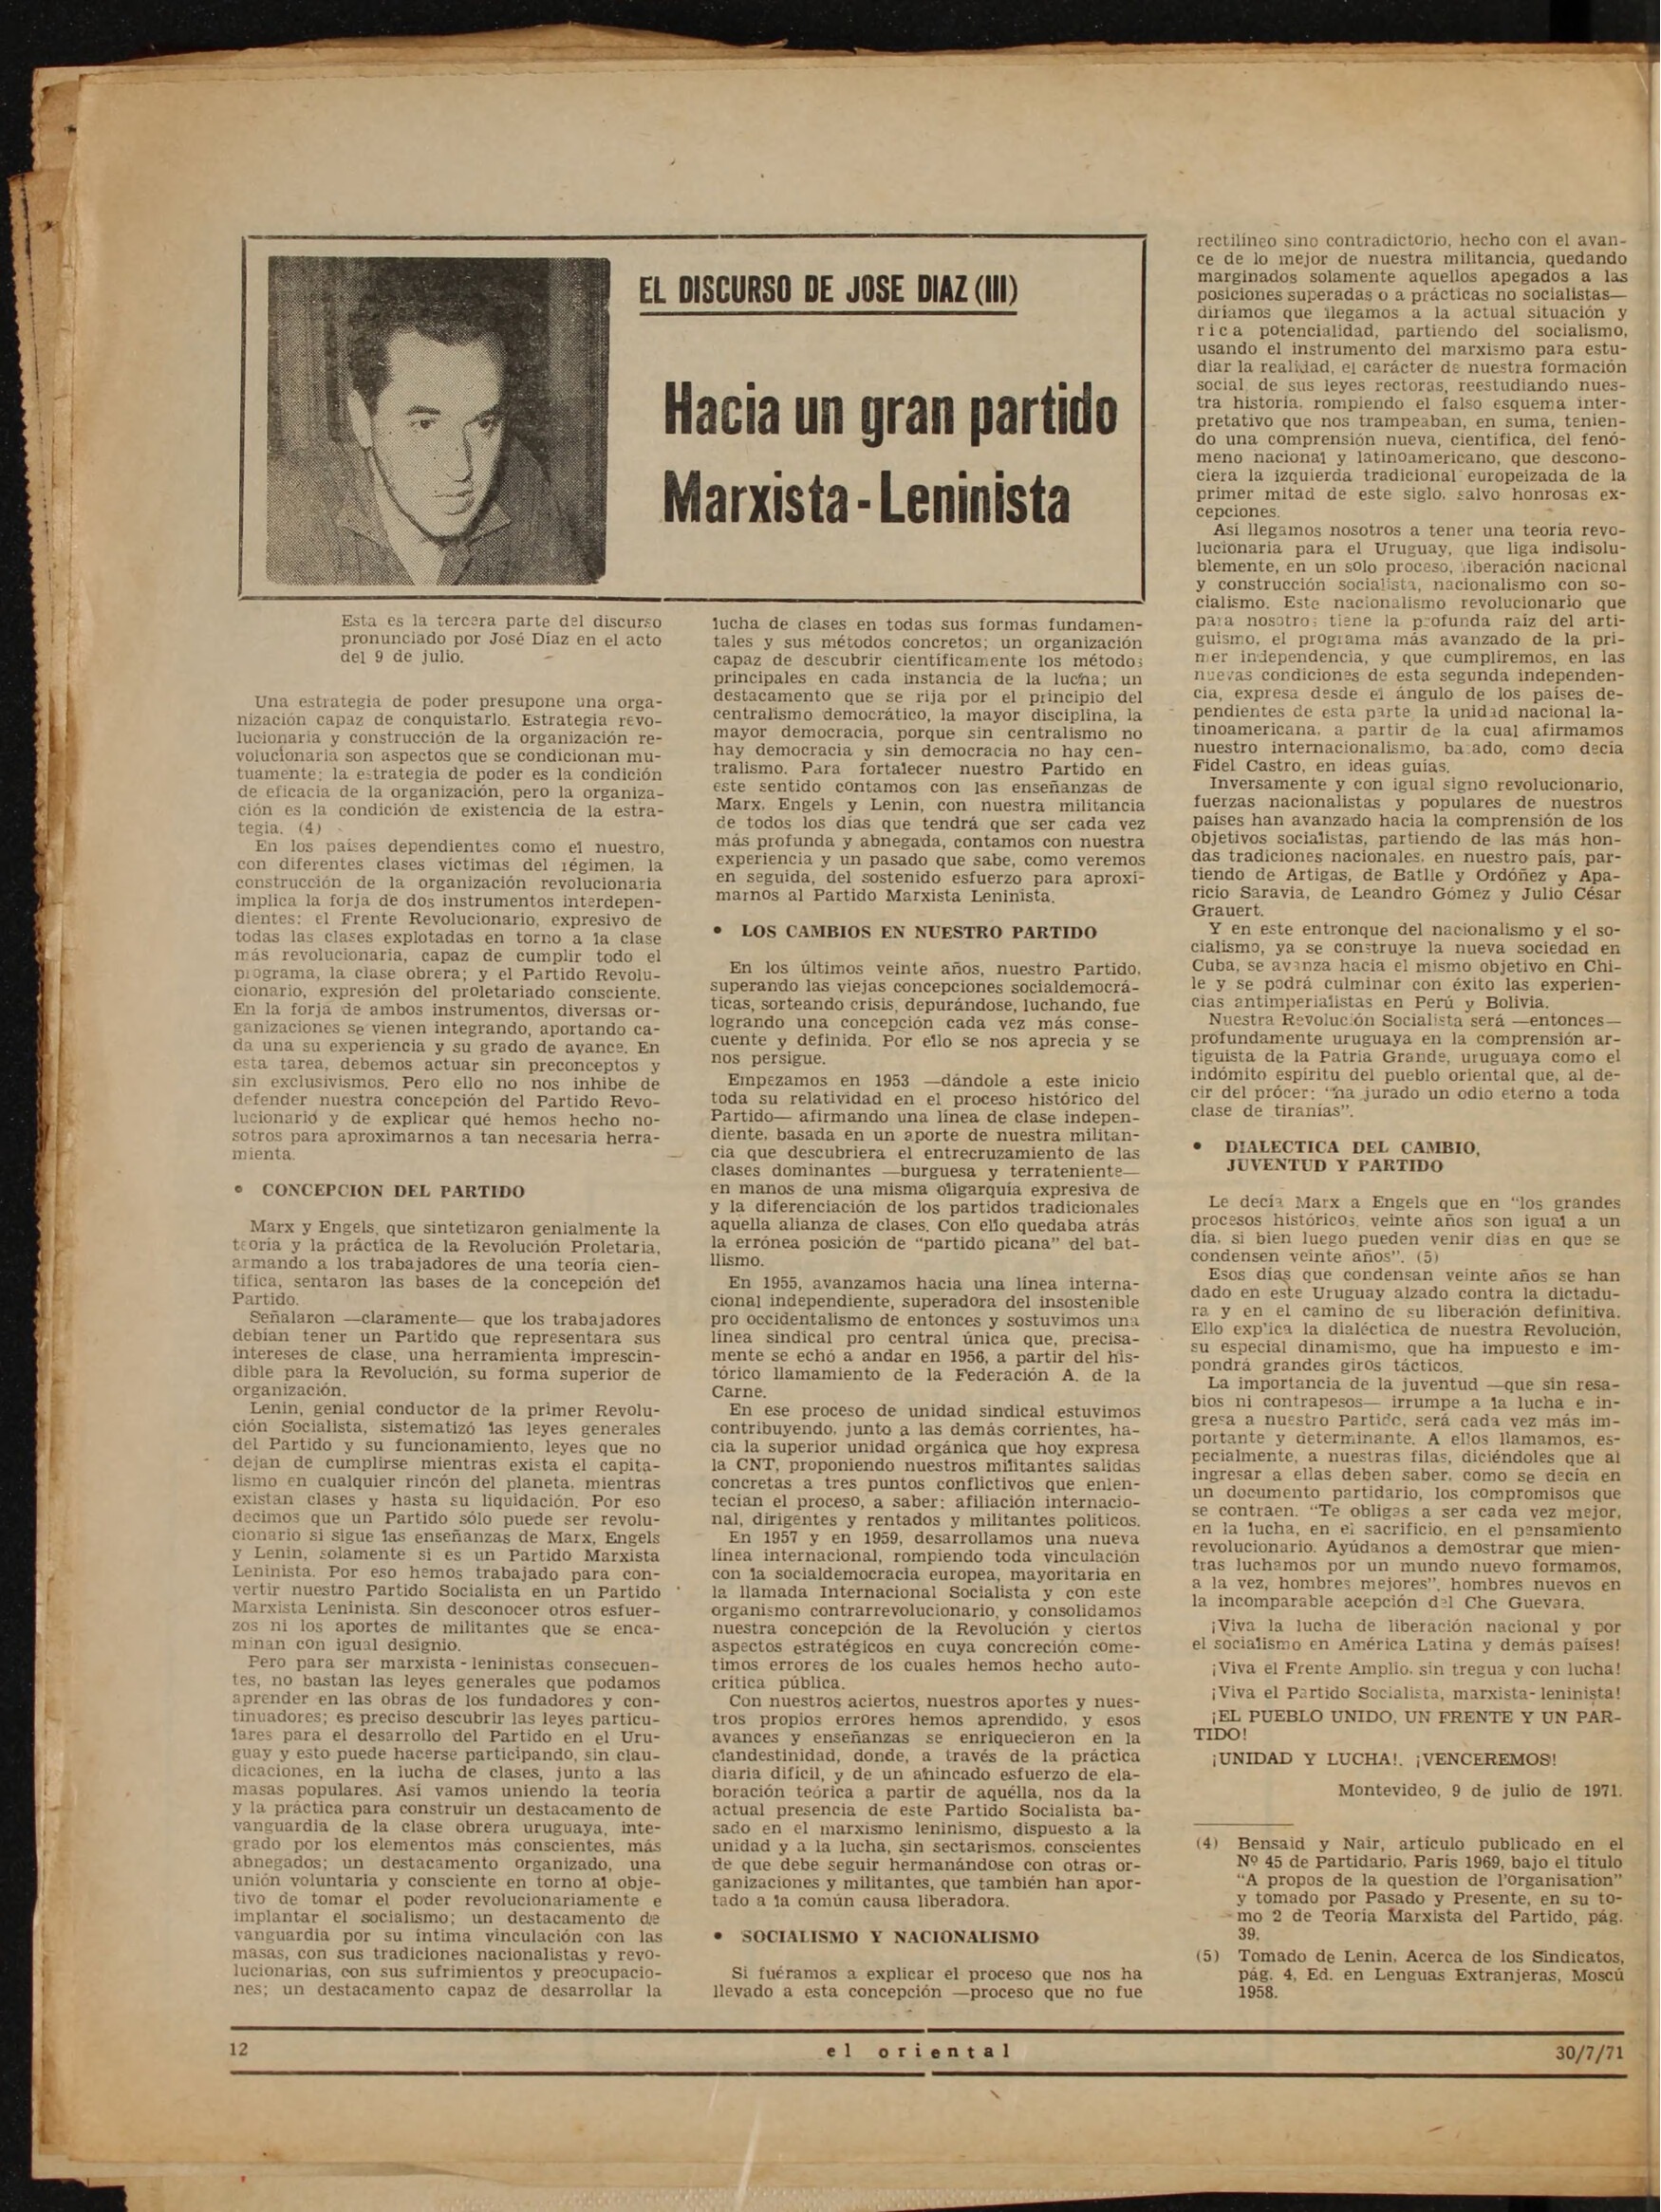 EL DISCURSO DE JOSE DIAZ (III)
Hacia un gran partido
Marxista - Leninista
Esta es la tercera parte del discurso
pronunciado por José Díaz en el acto
del 9 de julio.
Una estrategia de poder presupone una orga-
nización capaz de conquistarlo. Estrategia revo-
lucionaria y construcción de la organización re-
volucionaria son aspectos que se condicionan mu-
tuamente: la estrategia de poder es la condición
de eficacia de la organización, pero la organiza-
ción es la condición de existencia de la estra-
tegia. (4)
En los países dependientes como el nuestro,
con diferentes clases víctimas del régimen, la
construcción de la organización revolucionaria
implica la forja de dos instrumentos interdepen-
dientes: el Frente Revolucionario, expresivo de
todas las clases explotadas en torno a la clase
más revolucionaria, capaz de cumplir todo el
programa, la clase obrera; y el Partido Revolu-
cionario, expresión del proletariado consciente.
En la forja de ambos instrumentos, diversas or-
ganizaciones se vienen integrando, aportando ca-
da una su experiencia y su grado de avance. En
esta tarea, debemos actuar sin preconceptos y
sin exclusivismos. Pero ello no nos inhibe de
defender nuestra concepción del Partido Revo-
lucionario y de explicar qué hemos hecho no-
sotros para aproximarnos a tan necesaria herra-
mienta.
• CONCEPCION DEL PARTIDO
Marx y Engels, que sintetizaron genialmente la
teoría y la práctica de la Revolución Proletaria,
armando a los trabajadores de una teoría cien-
tífica, sentaron las bases de la concepción del
Partido.
Señalaron —claramente— que los trabajadores
debían tener un Partido que representara sus
intereses de clase, una herramienta imprescin-
dible para la Revolución, su forma superior de
organización.
Lenin, genial conductor de la primer Revolu-
ción Socialista, sistematizó las leyes generales
del Partido y su funcionamiento, leyes que no
dejan de cumplirse mientras exista el capita-
lismo en cualquier rincón del planeta, mientras
existan clases y hasta su liquidación. Por eso
decimos que un Partido sólo puede ser revolu-
cionario si sigue las enseñanzas de Marx, Engels
y Lenin, solamente si es un Partido Marxista
Leninista. Por eso hemos trabajado para con-
vertir nuestro Partido Socialista en un Partido
Marxista Leninista. Sin desconocer otros esfuer-
zos ni los aportes de militantes que se enca-
minan con igual designio.
Pero para ser marxista - leninistas consecuen-
tes, no bastan las leyes generales que podamos
aprender en las obras de los fundadores y con-
tinuadores; es preciso descubrir las leyes particu-
lares para el desarrollo del Partido en el Uru-
guay y esto puede hacerse participando, sin clau-
dicaciones, en la lucha de clases, junto a las
masas populares. Así vamos uniendo la teoría
y la práctica para construir un destacamento de
vanguardia de la clase obrera uruguaya, inte-
grado por los elementos más conscientes, más
abnegados; un destacamento organizado, una
unión voluntaria y consciente en torno al obje-
tivo de tomar el poder revolucionariamente e
implantar el socialismo; un destacamento de
vanguardia por su íntima vinculación con las
masas, con sus tradiciones nacionalistas y revo-
lucionarias, con sus sufrimientos y preocupacio-
nes; un destacamento capaz de desarrollar la
lucha de clases en todas sus formas fundamen-
tales y sus métodos concretos; un organización
capaz de descubrir científicamente los métodos
principales en cada instancia de la lucha; un
destacamento que se rija por el principio del
centralismo democrático, la mayor disciplina, la
mayor democracia, porque sin centralismo no
hay democracia y sin democracia no hay cen-
tralismo. Para fortalecer nuestro Partido en
este sentido contamos con las enseñanzas de
Marx, Engels y Lenin, con nuestra militancia
de todos los días que tendrá que ser cada vez
más profunda y abnegada, contamos con nuestra
experiencia y un pasado que sabe, como veremos
en seguida, del sostenido esfuerzo para aproxi-
marnos al Partido Marxista Leninista.
• LOS CAMBIOS EN NUESTRO PARTIDO
En los últimos veinte años, nuestro Partido,
superando las viejas concepciones socialdemocrá-
ticas, sorteando crisis, depurándose, luchando, fue
logrando una concepción cada vez más conse-
cuente y definida. Por ello se nos aprecia y se
nos persigue.
Empezamos en 1953 —dándole a este inicio
toda su relatividad en el proceso histórico del
Partido— afirmando una línea de clase indepen-
diente, basada en un aporte de nuestra militan-
cia que descubriera el entrecruzamiento de las
clases dominantes —burguesa y terrateniente—
en manos de una misma oligarquía expresiva de
y la diferenciación de los partidos tradicionales
aquella alianza de clases. Con ello quedaba atrás
la errónea posición de "partido picana" del bat-
llismo.
En 1955, avanzamos hacia una línea interna-
cional independiente, superadora del insostenible
pro occidentalismo de entonces y sostuvimos una
línea sindical pro central única que, precisa-
mente se echó a andar en 1956, a partir del his-
tórico llamamiento de la Federación A. de la
Carne.
En ese proceso de unidad sindical estuvimos
contribuyendo, junto a las demás corrientes, ha-
cia la superior unidad orgánica que hoy expresa
la CNT, proponiendo nuestros militantes salidas
concretas a tres puntos conflictivos que enlen-
tecían el proceso, a saber: afiliación internacio-
nal, dirigentes y rentados y militantes políticos.
En 1957 y en 1959, desarrollamos una nueva
línea internacional, rompiendo toda vinculación
con la socialdemocracia europea, mayoritaria en
la llamada Internacional Socialista y con este
organismo contrarrevolucionario, y consolidamos
nuestra concepción de la Revolución y ciertos
aspectos estratégicos en cuya concreción come-
timos errores de los cuales hemos hecho auto-
crítica pública.
Con nuestros aciertos, nuestros aportes y nues-
tros propios errores hemos aprendido, y esos
avances y enseñanzas se enriquecieron en la
clandestinidad, donde, a través de la práctica
diaria difícil, y de un ahincado esfuerzo de ela-
boración teórica a partir de aquélla, nos da la
actual presencia de este Partido Socialista ba-
sado en el marxismo leninismo, dispuesto a la
unidad y a la lucha, sin sectarismos, conscientes
de que debe seguir hermanándose con otras or-
ganizaciones y militantes, que también han apor-
tado a la común causa liberadora.
• SOCIALISMO Y NACIONALISMO
Si fuéramos a explicar el proceso que nos ha
llevado a esta concepción —proceso que no fue
rectilíneo sino contradictorio, hecho con el avan-
ce de lo mejor de nuestra militancia, quedando
marginados solamente aquellos apegados a las
posiciones superadas o a prácticas no socialistas—
diríamos que llegamos a la actual situación y
rica potencialidad, partiendo del socialismo,
usando el instrumento del marxismo para estu-
diar la realidad, el carácter de nuestra formación
social, de sus leyes rectoras, reestudiando nues-
tra historia, rompiendo el falso esquema inter-
pretativo que nos trampeaban, en suma, tenien-
do una comprensión nueva, científica, del fenó-
meno nacional y latinoamericano, que descono-
ciera la izquierda tradicional europeizada de la
primer mitad de este siglo, salvo honrosas ex-
cepciones.
Así llegamos nosotros a tener una teoría revo-
lucionaria para el Uruguay, que liga indisolu-
blemente, en un solo proceso, liberación nacional
y construcción socialista, nacionalismo con so-
cialismo. Este nacionalismo revolucionario que
para nosotros tiene la profunda raíz del arti-
guismo, el programa más avanzado de la pri-
mer independencia, y que cumpliremos, en las
nuevas condiciones de esta segunda independen-
cia, expresa desde el ángulo de los países de-
pendientes de esta parte la unidad nacional la-
tinoamericana, a partir de la cual afirmamos
nuestro internacionalismo, basado, como decía
Fidel Castro, en ideas guías.
Inversamente y con igual signo revolucionario,
fuerzas nacionalistas y populares de nuestros
países han avanzado hacia la comprensión de los
objetivos socialistas, partiendo de las más hon-
das tradiciones nacionales, en nuestro país, par-
tiendo de Artigas, de Batlle y Ordóñez y Apa-
ricio Saravia, de Leandro Gómez y Julio César
Grauert.
Y en este entronque del nacionalismo y el so-
cialismo, ya se construye la nueva sociedad en
Cuba, se avanza hacia el mismo objetivo en Chi-
le y se podrá culminar con éxito las experien-
cias antimperialistas en Perú y Bolivia.
Nuestra Revolución Socialista será —entonces—
profundamente uruguaya en la comprensión ar-
tiguista de la Patria Grande, uruguaya como el
indómito espíritu del pueblo oriental que, al de-
cir del prócer: "ha jurado un odio eterno a toda
clase de tiranías".
• DIALECTICA DEL CAMBIO,
JUVENTUD Y PARTIDO
Le decía Marx a Engels que en "los grandes
procesos históricos, veinte años son igual a un
día, si bien luego pueden venir días en que se
condensen veinte años". (5)
Esos días que condensan veinte años se han
dado en este Uruguay alzado contra la dictadu-
ra y en el camino de su liberación definitiva.
Ello explica la dialéctica de nuestra Revolución,
su especial dinamismo, que ha impuesto e im-
pondrá grandes giros tácticos.
La importancia de la juventud —que sin resa-
bios ni contrapesos— irrumpe a la lucha e in-
gresa a nuestro Partido, será cada vez más im-
portante y determinante. A ellos llamamos, es-
pecialmente, a nuestras filas, diciéndoles que al
ingresar a ellas deben saber, como se decía en
un documento partidario, los compromisos que
se contraen. "Te obligas a ser cada vez mejor,
en la lucha, en el sacrificio, en el pensamiento
revolucionario. Ayúdanos a demostrar que mien-
tras luchamos por un mundo nuevo formamos,
a la vez, hombres mejores", hombres nuevos en
la incomparable acepción del Che Guevara.
¡Viva la lucha de liberación nacional y por
el socialismo en América Latina y demás países!
¡Viva el Frente Amplio, sin tregua y con lucha!
¡Viva el Partido Socialista, marxista- leninista!
¡EL PUEBLO UNIDO, UN FRENTE Y UN PAR-
TIDO!
¡UNIDAD Y LUCHA!. ¡VENCEREMOS!
Montevideo, 9 de julio de 1971.
(4) Bensaid y Nair, artículo publicado en el
Nº 45 de Partidario, París 1969, bajo el título
"A propos de la question de l'organisation"
y tomado por Pasado y Presente, en su to-
mo 2 de Teoría Marxista del Partido, pág.
39.
(5) Tomado de Lenin, Acerca de los Sindicatos,
pág. 4, Ed. en Lenguas Extranjeras, Moscú
1958.
12
el oriental
30/7/71